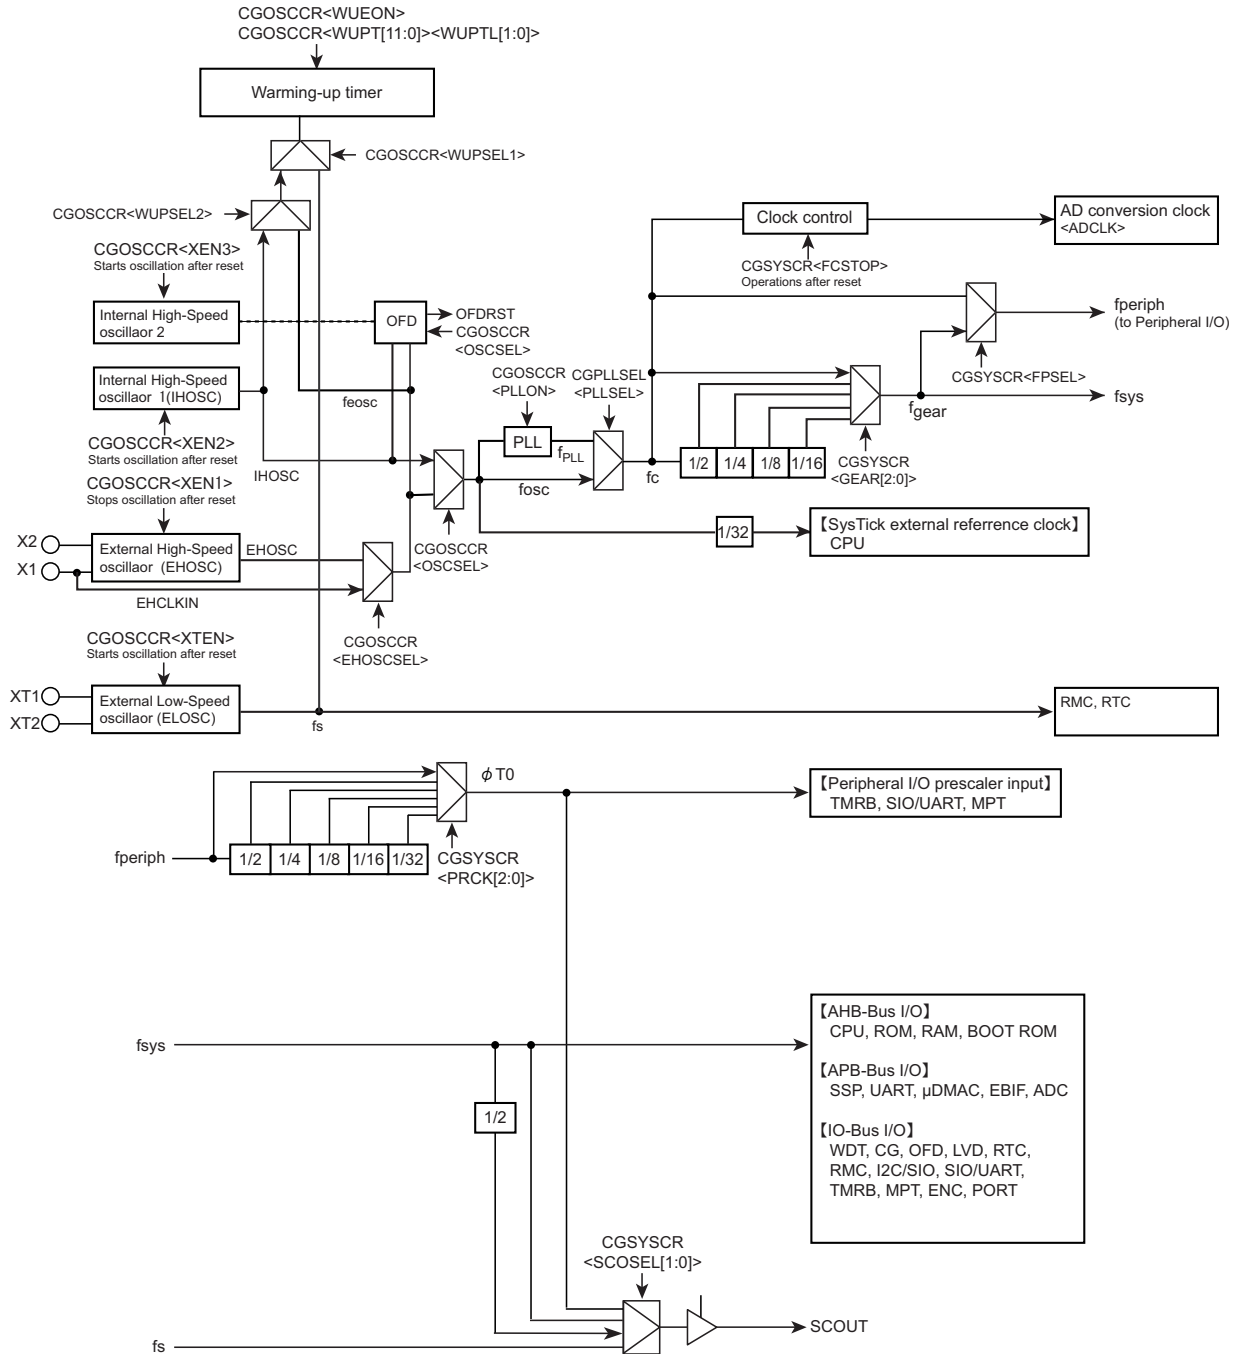 CGOSCCR<WUEON>
CGOSCCR<WUPT[11:0]><WUPTL[1:0]>
Warming-up timer
CGOSCCR<WUPSEL1>
CGOSCCR<WUPSEL2>
CGOSCCR<XEN3>
Starts oscillation after reset
Internal High-Speed
oscillaor 2
OFD
OFDRST
CGOSCCR
<OSCSEL>
Clock control
AD conversion clock
<ADCLK>
CGSYSCR<FCSTOP>
Operations after reset
fperiph
(to Peripheral I/O)
CGSYSCR<FPSEL>
Internal High-Speed
oscillaor 1(IHOSC)
feosc
CGOSCCR
<PLLON>
CGPLLSEL
<PLLSEL>
fgear
fsys
CGOSCCR<XEN2>
Starts oscillation after reset
IHOSC
PLL
fPLL
fosc
fc
1/2
1/4
1/8
1/16
CGSYSCR
<GEAR[2:0]>
CGOSCCR<XEN1>
Stops oscillation after reset
X2
X1
External High-Speed
oscillaor (EHOSC)
EHOSC
EHCLKIN
CGOSCCR
<OSCSEL>
1/32
【SysTick external referrence clock】
CPU
CGOSCCR
<EHOSCSEL>
CGOSCCR<XTEN>
Starts oscillation after reset
XT1
XT2
External Low-Speed
oscillaor (ELOSC)
fs
RMC, RTC
ϕT0
【Peripheral I/O prescaler input】
TMRB, SIO/UART, MPT
fperiph
1/2
1/4
1/8
1/16
1/32
CGSYSCR
<PRCK[2:0]>
fsys
1/2
【AHB-Bus I/O】
CPU, ROM, RAM, BOOT ROM
【APB-Bus I/O】
SSP, UART, µDMAC, EBIF, ADC
【IO-Bus I/O】
WDT, CG, OFD, LVD, RTC,
RMC, I2C/SIO, SIO/UART,
TMRB, MPT, ENC, PORT
CGSYSCR
<SCOSEL[1:0]>
SCOUT
fs